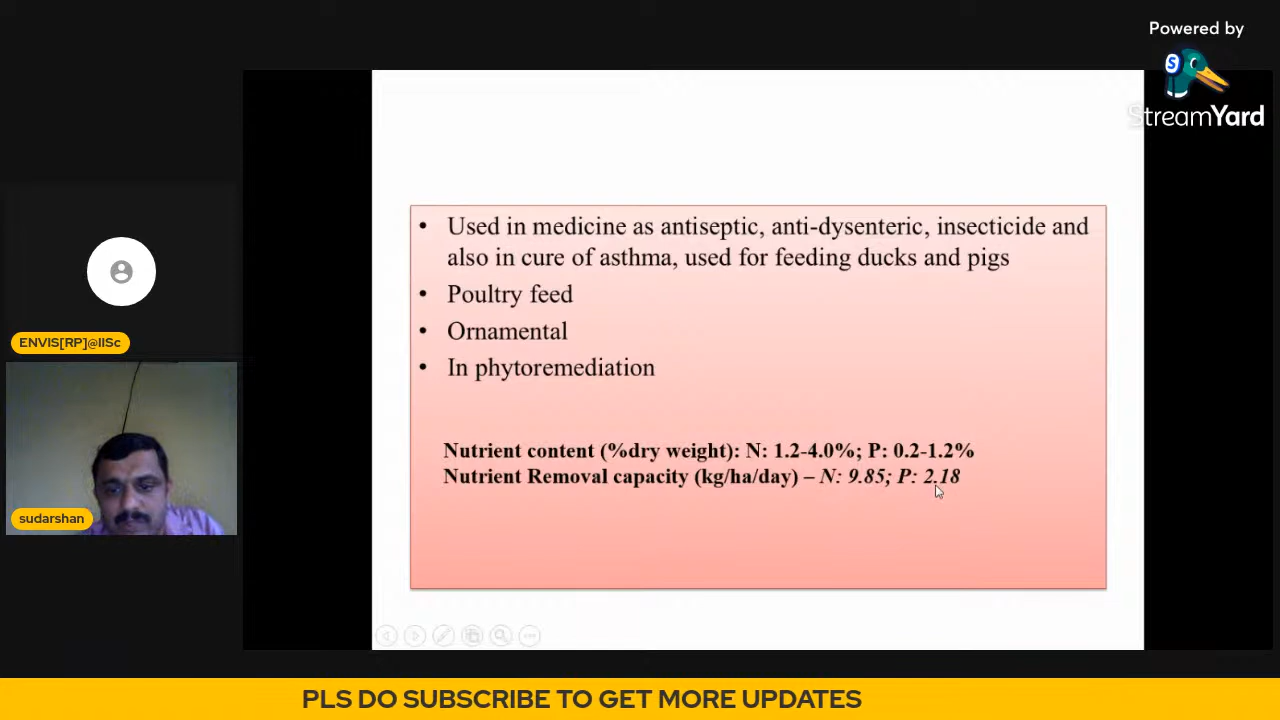 Powered by
StreamYard
• Used in medicine as antiseptic, anti-dysenteric, insecticide and
also in cure of asthma, used for feeding ducks and pigs
• Poultry feed
• Ornamental
• In phytoremediation
Nutrient content (%dry weight): N: 1.2-4.0%; P: 0.2-1.2%
Nutrient Removal capacity (kg/ha/day) – N: 9.85; P: 2.18
ENVIS[RP]@IISc
sudarshan
PLS DO SUBSCRIBE TO GET MORE UPDATES